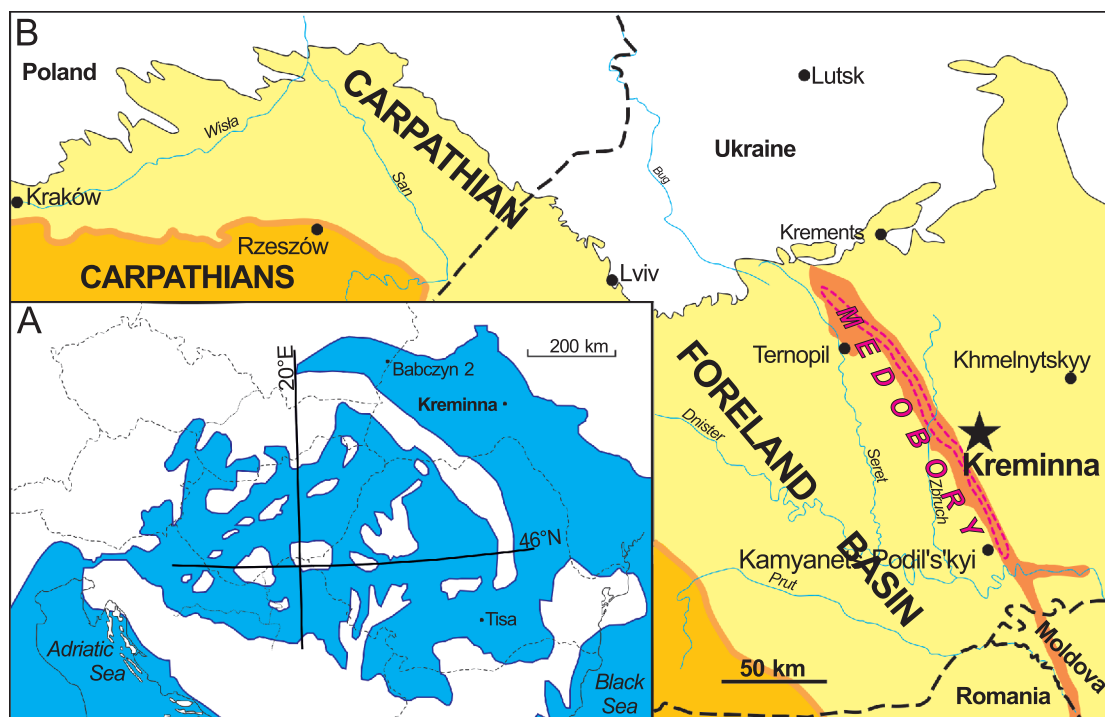 B
Poland
Lutsk
CARPATHIAN
Wisła
Ukraine
San
Bug
Kraków
Krements
Rzeszów
CARPATHIANS
Lviv
A
20°E
200 km
Babczyn 2
Kreminna
46°N
Tisa
Adriatic
Sea
Black
Sea
MEDOBORY
Ternopil
Khmelnytskyy
FORELAND
Dnister
Seret
Kreminna
Zbruch
Kamyanets' Podil's'kyi
BASIN
Prut
50 km
Moldova
Romania